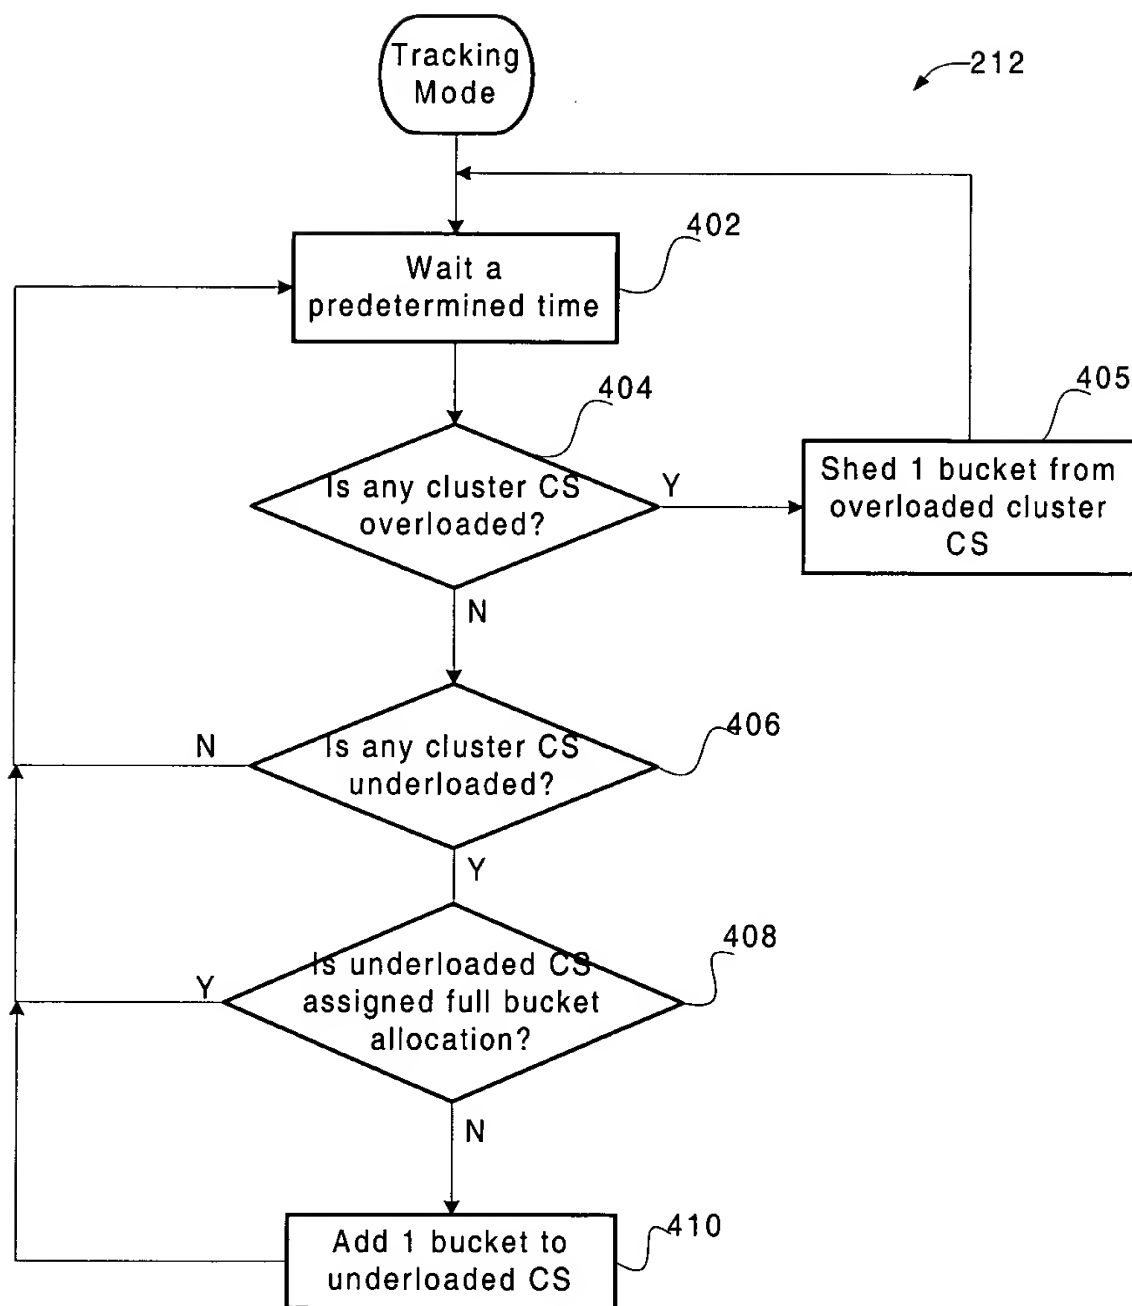 Tracking
Mode
212
402
Wait a
predetermined time
404
405
Is any cluster CS
overloaded?
Y
Shed 1 bucket from
overloaded cluster
CS
N
406
N
Is any cluster CS
underloaded?
Y
408
Is underloaded CS
assigned full bucket
allocation?
Y
N
410
Add 1 bucket to
underloaded CS